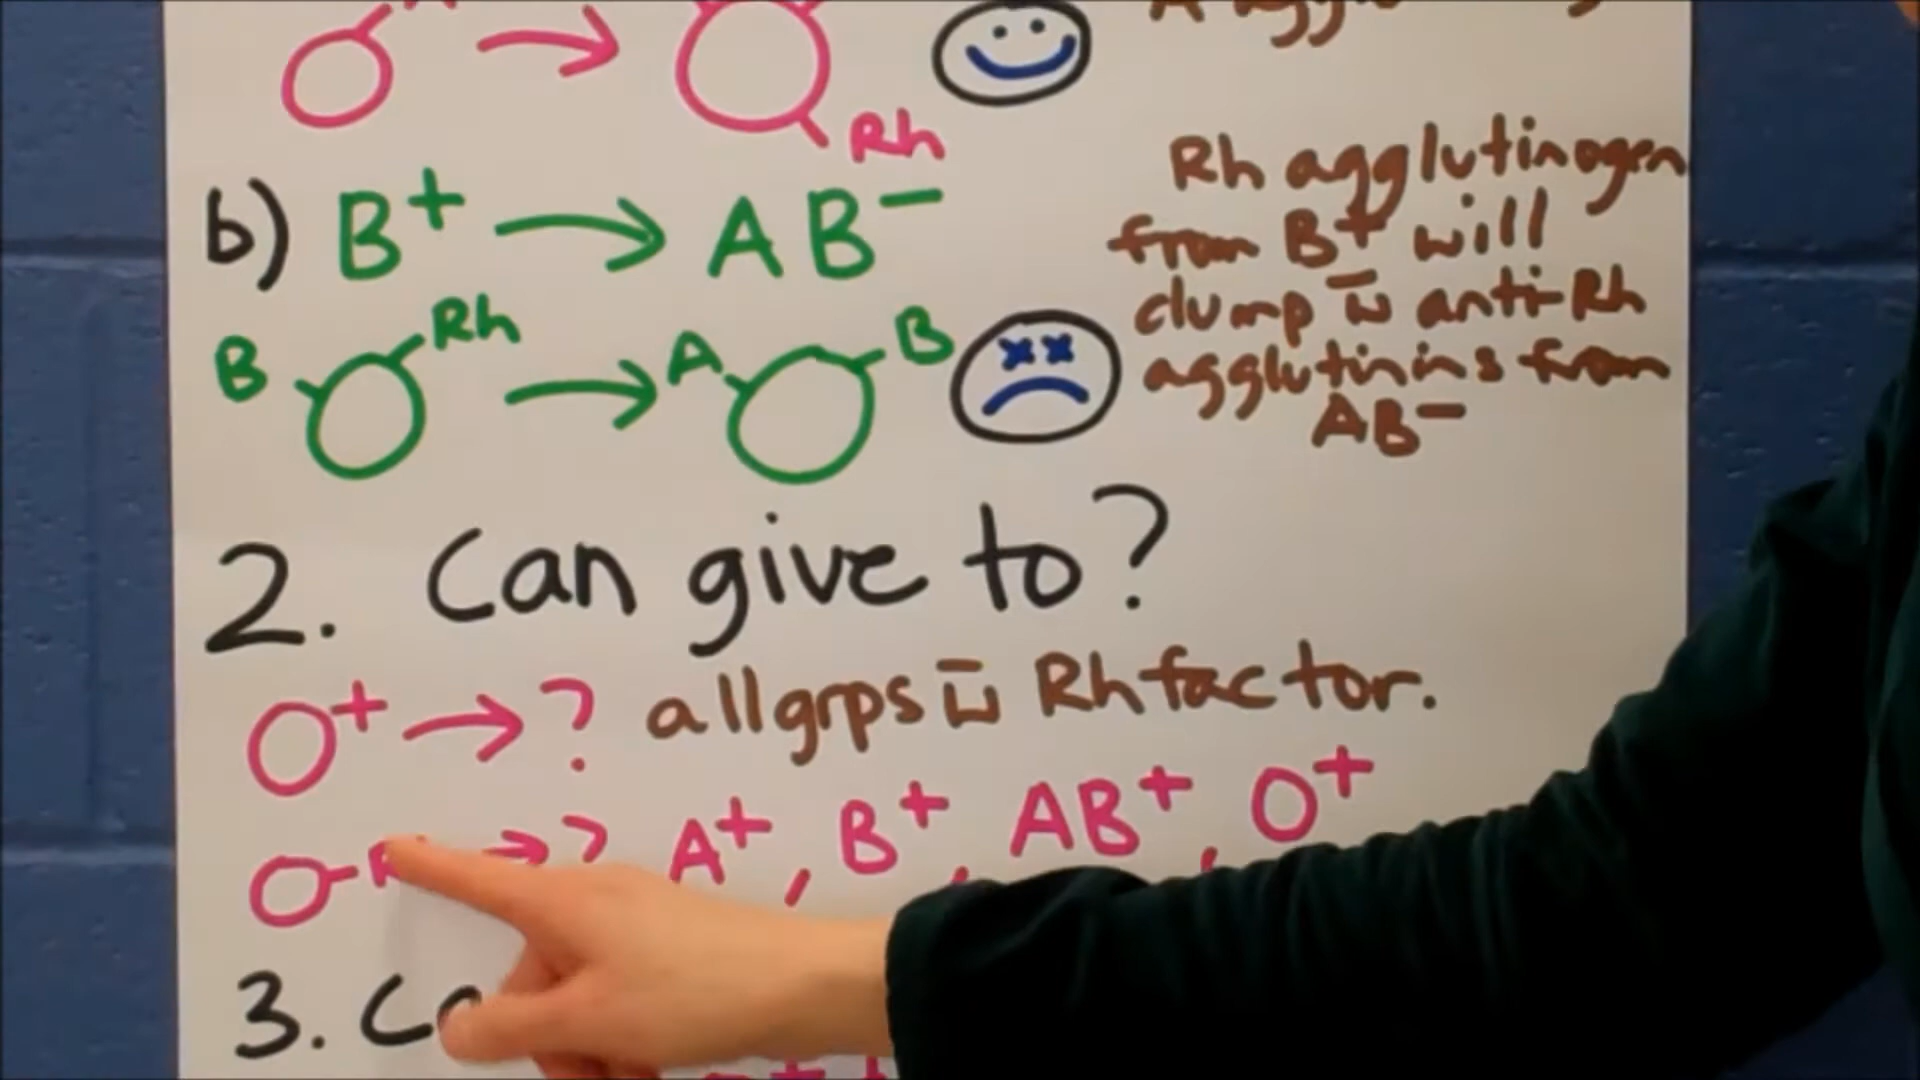 Rh
b) B+ → AB−
B Rh → A B
Rh agglutinogen
from B+ will
clump w̅ anti-Rh
agglutinins from
AB−
2. Can give to?
O+ → ? all grps w̅ Rh factor.
→ ? A+, B+, AB+, O+
3.